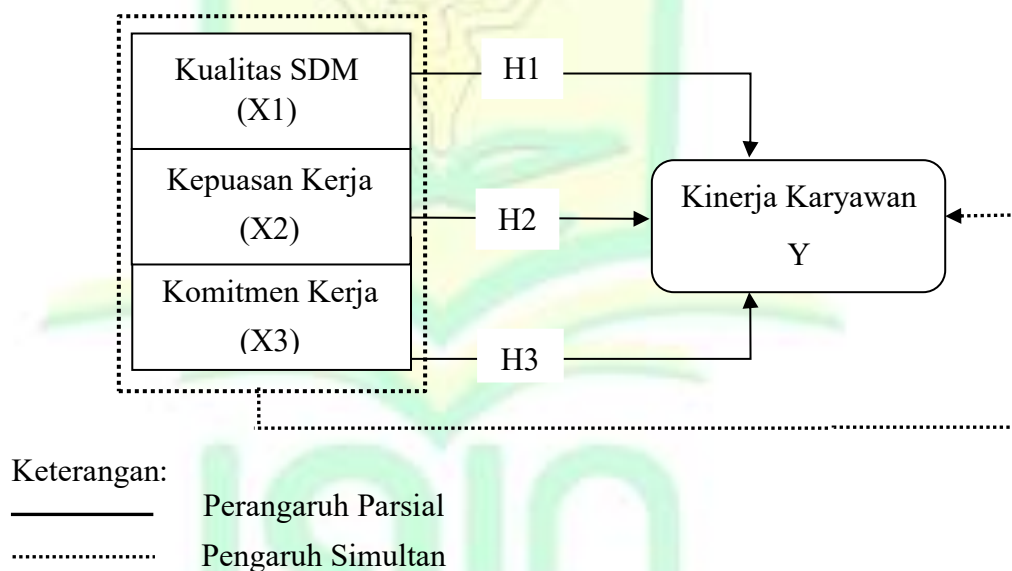 Kualitas SDM
(X1)
H1
Kepuasan Kerja
(X2)
H2
Komitmen Kerja
(X3)
H3
Kinerja Karyawan
Y
Keterangan:
Perangaruh Parsial
Pengaruh Simultan
iain